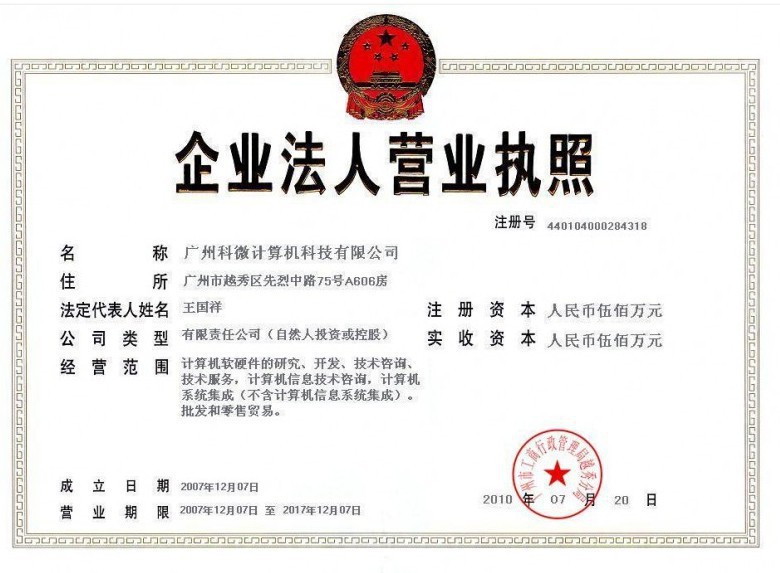 企业法人营业执照
注册号 440104000284318
名称 广州科微计算机科技有限公司
住所 广州市越秀区先烈中路75号A606房
法定代表人姓名 王国祥 注册资本 人民币伍佰万元
公司类型 有限责任公司（自然人投资或控股） 实收资本 人民币伍佰万元
经营范围 计算机软硬件的研究、开发、技术咨询、
技术服务，计算机信息技术咨询，计算机
系统集成（不含计算机信息系统集成）。
批发和零售贸易。
广州市工商行政管理局越秀分局
成立日期 2007年12月07日
2010 年 07 月 20 日
营业期限 2007年12月07日 至 2017年12月07日